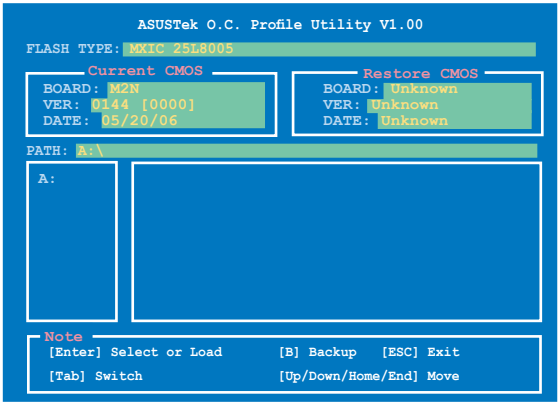 ASUSTek O.C. Profile Utility V1.00
FLASH TYPE: MXIC 25L8005
Current CMOS
BOARD: M2N
VER: 0144 [0000]
DATE: 05/20/06
Restore CMOS
BOARD: Unknown
VER: Unknown
DATE: Unknown
PATH: A:\
A:
Note
[Enter] Select or Load [B] Backup [ESC] Exit
[Tab] Switch [Up/Down/Home/End] Move